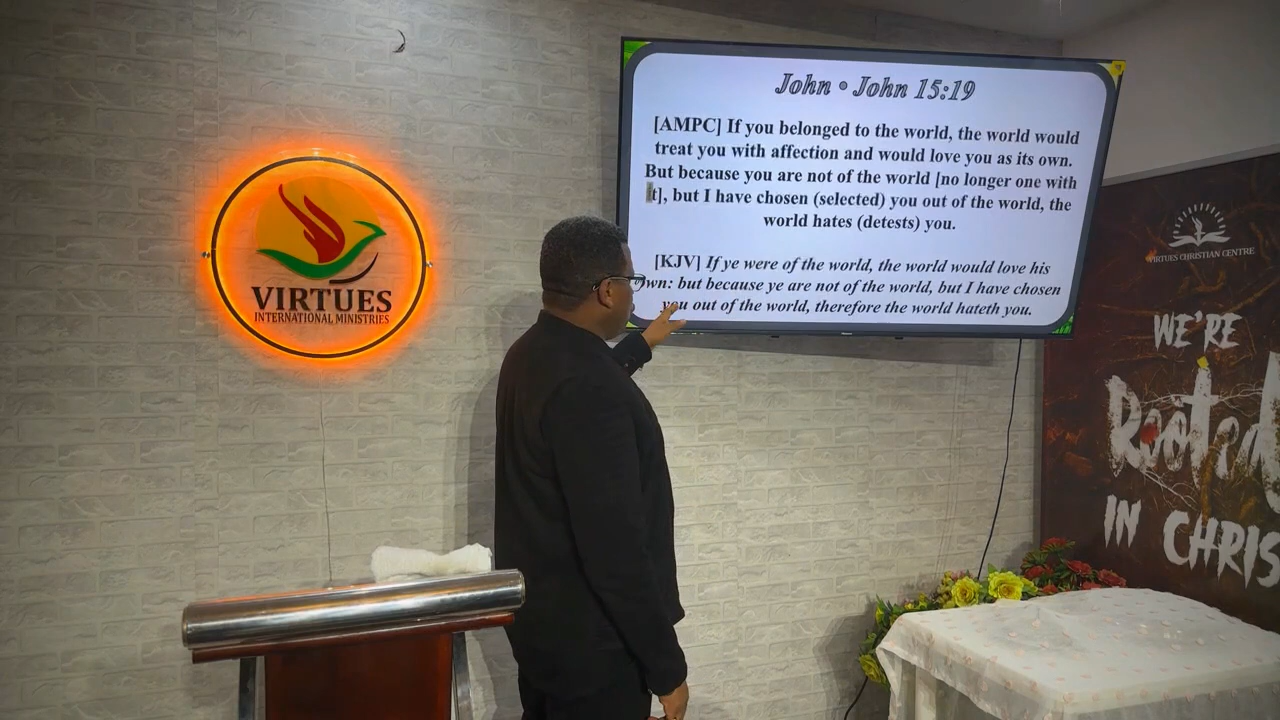 VIRTUES
INTERNATIONAL MINISTRIES
John • John 15:19
[AMPC] If you belonged to the world, the world would
treat you with affection and would love you as its own.
But because you are not of the world [no longer one with
it], but I have chosen (selected) you out of the world, the
world hates (detests) you.
[KJV] If ye were of the world, the world would love his
own: but because ye are not of the world, but I have chosen
you out of the world, therefore the world hateth you.
VIRTUES CHRISTIAN CENTRE
WE'RE
Rooted
IN CHRIS